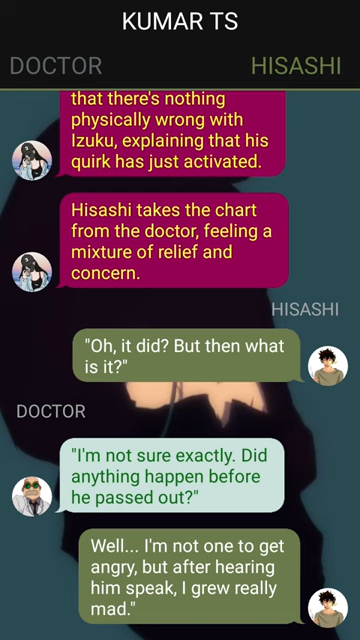 KUMAR TS
DOCTOR
HISASHI
that there's nothing
physically wrong with
Izuku, explaining that his
quirk has just activated.
Hisashi takes the chart
from the doctor, feeling a
mixture of relief and
concern.
HISASHI
"Oh, it did? But then what
is it?"
DOCTOR
"I'm not sure exactly. Did
anything happen before
he passed out?"
Well... I'm not one to get
angry, but after hearing
him speak, I grew really
mad."